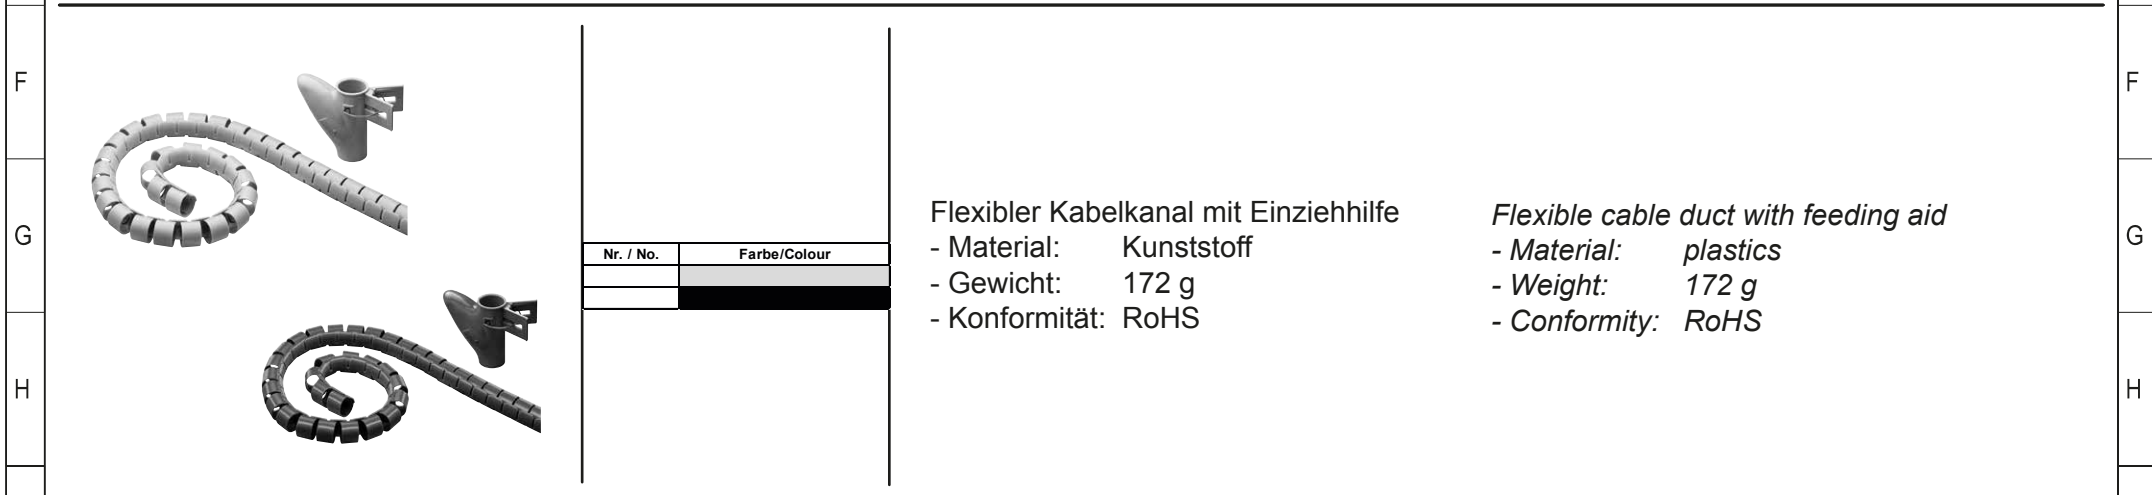 F
G
H
Nr. / No. Farbe/Colour
Flexibler Kabelkanal mit Einziehhilfe
- Material: Kunststoff
- Gewicht: 172 g
- Konformität: RoHS
Flexible cable duct with feeding aid
- Material: plastics
- Weight: 172 g
- Conformity: RoHS
F
G
H